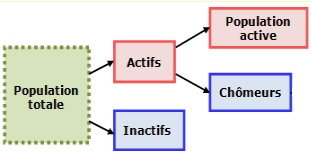 Population
totale
Actifs
Inactifs
Population
active
Chômeurs